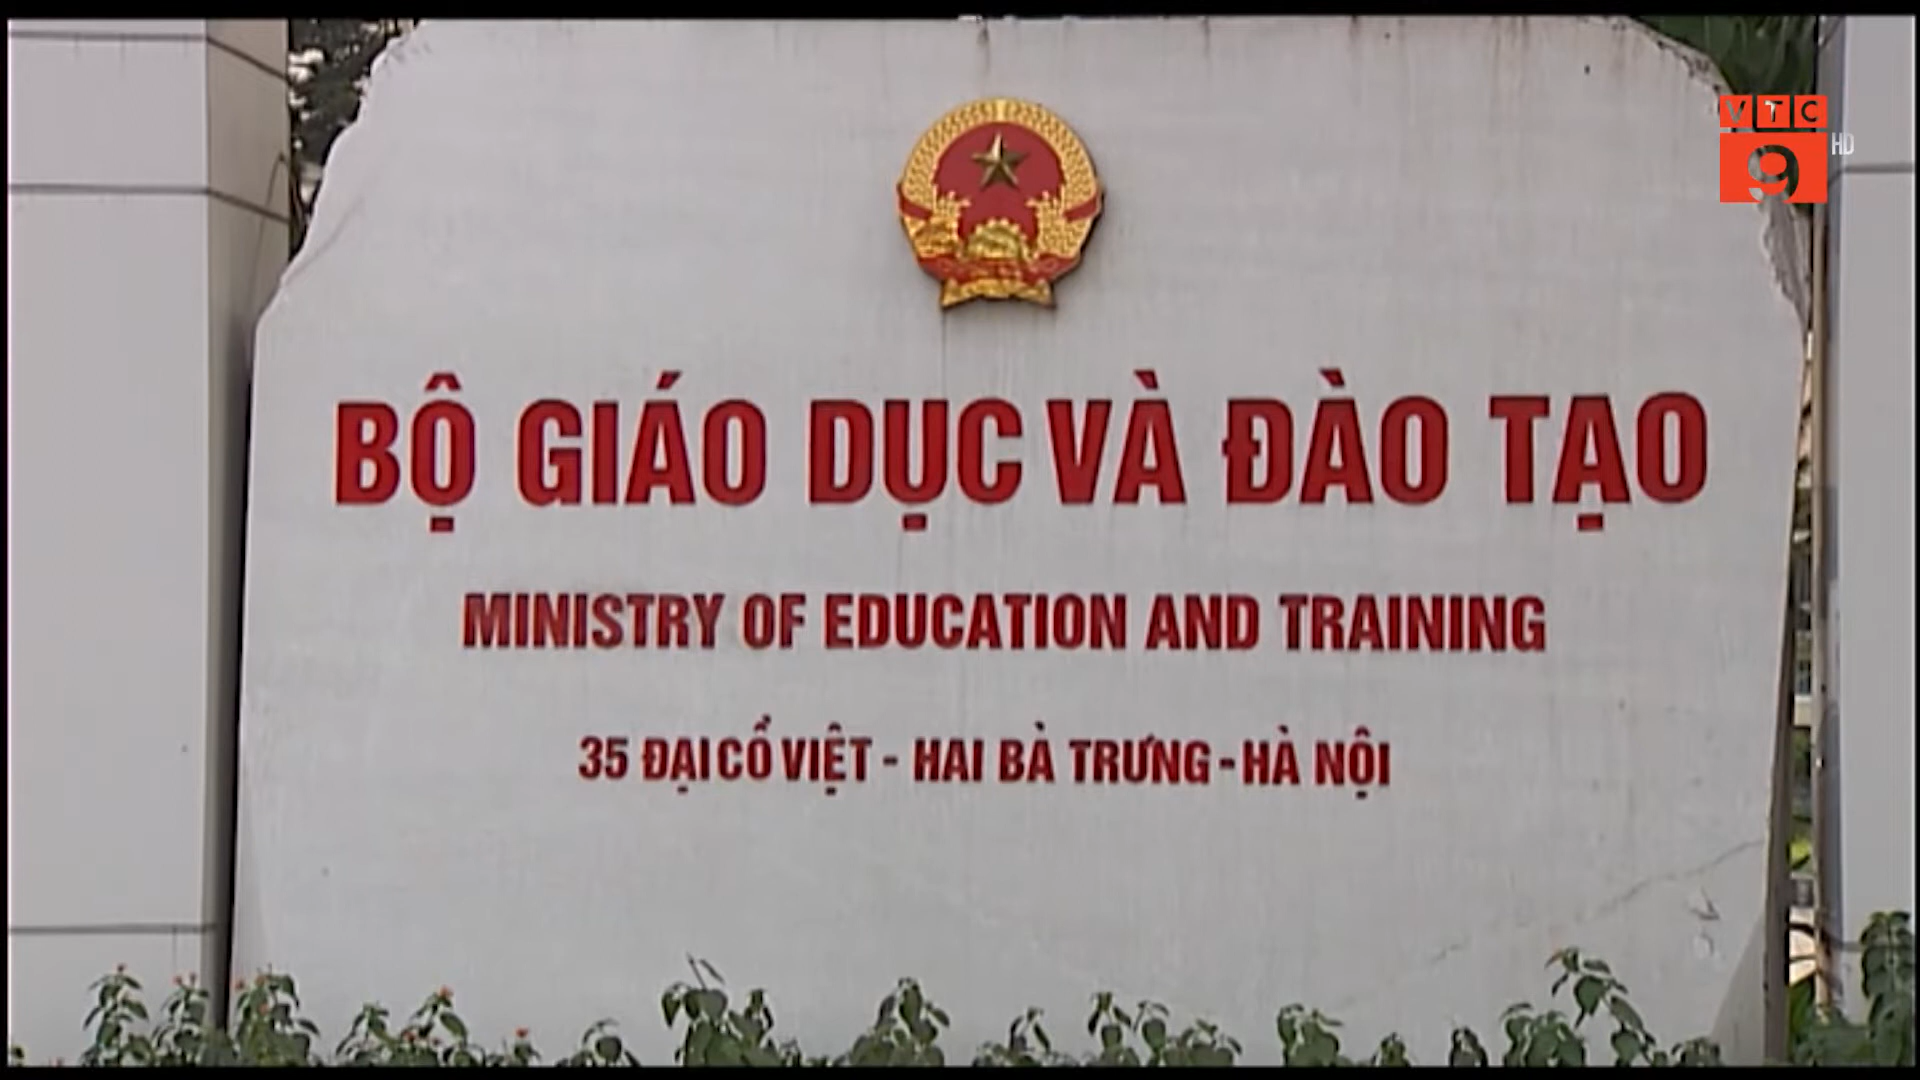 VTC
9
HD
BỘ GIÁO DỤC VÀ ĐÀO TẠO
MINISTRY OF EDUCATION AND TRAINING
35 ĐẠI CỒ VIỆT - HAI BÀ TRƯNG - HÀ NỘI